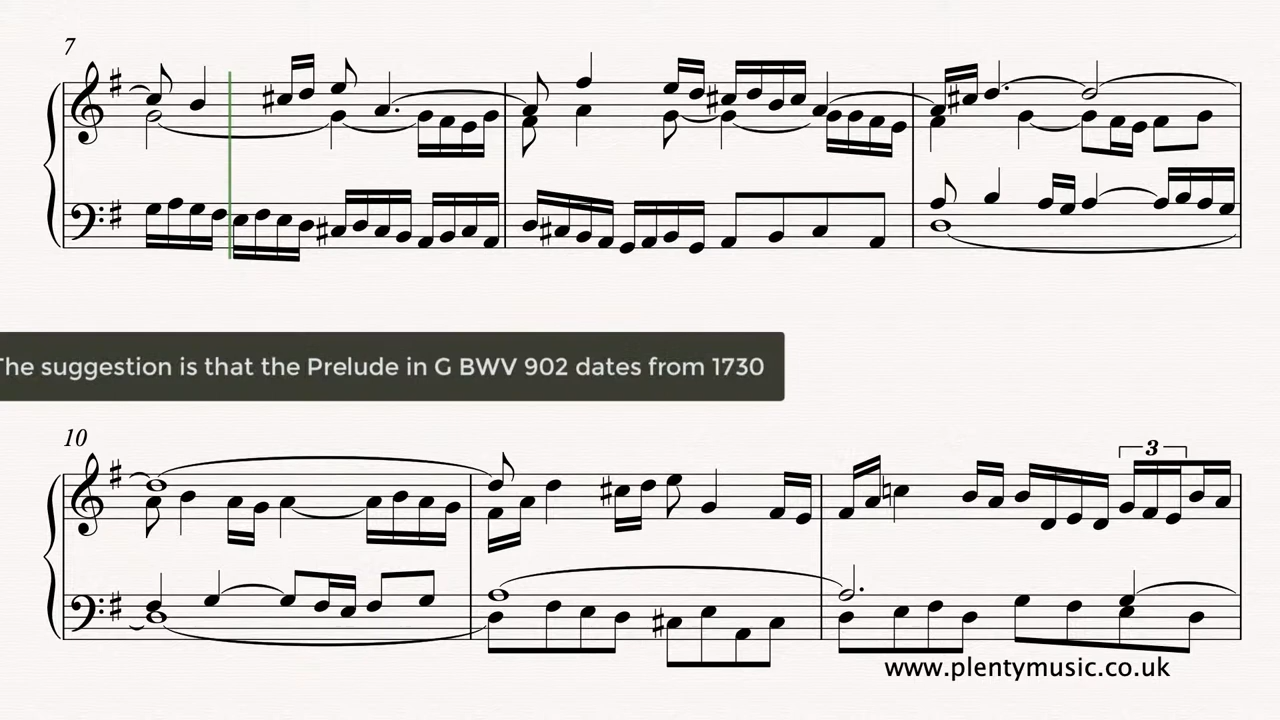 7
The suggestion is that the Prelude in G BWV 902 dates from 1730
10
3
www.plentymusic.co.uk